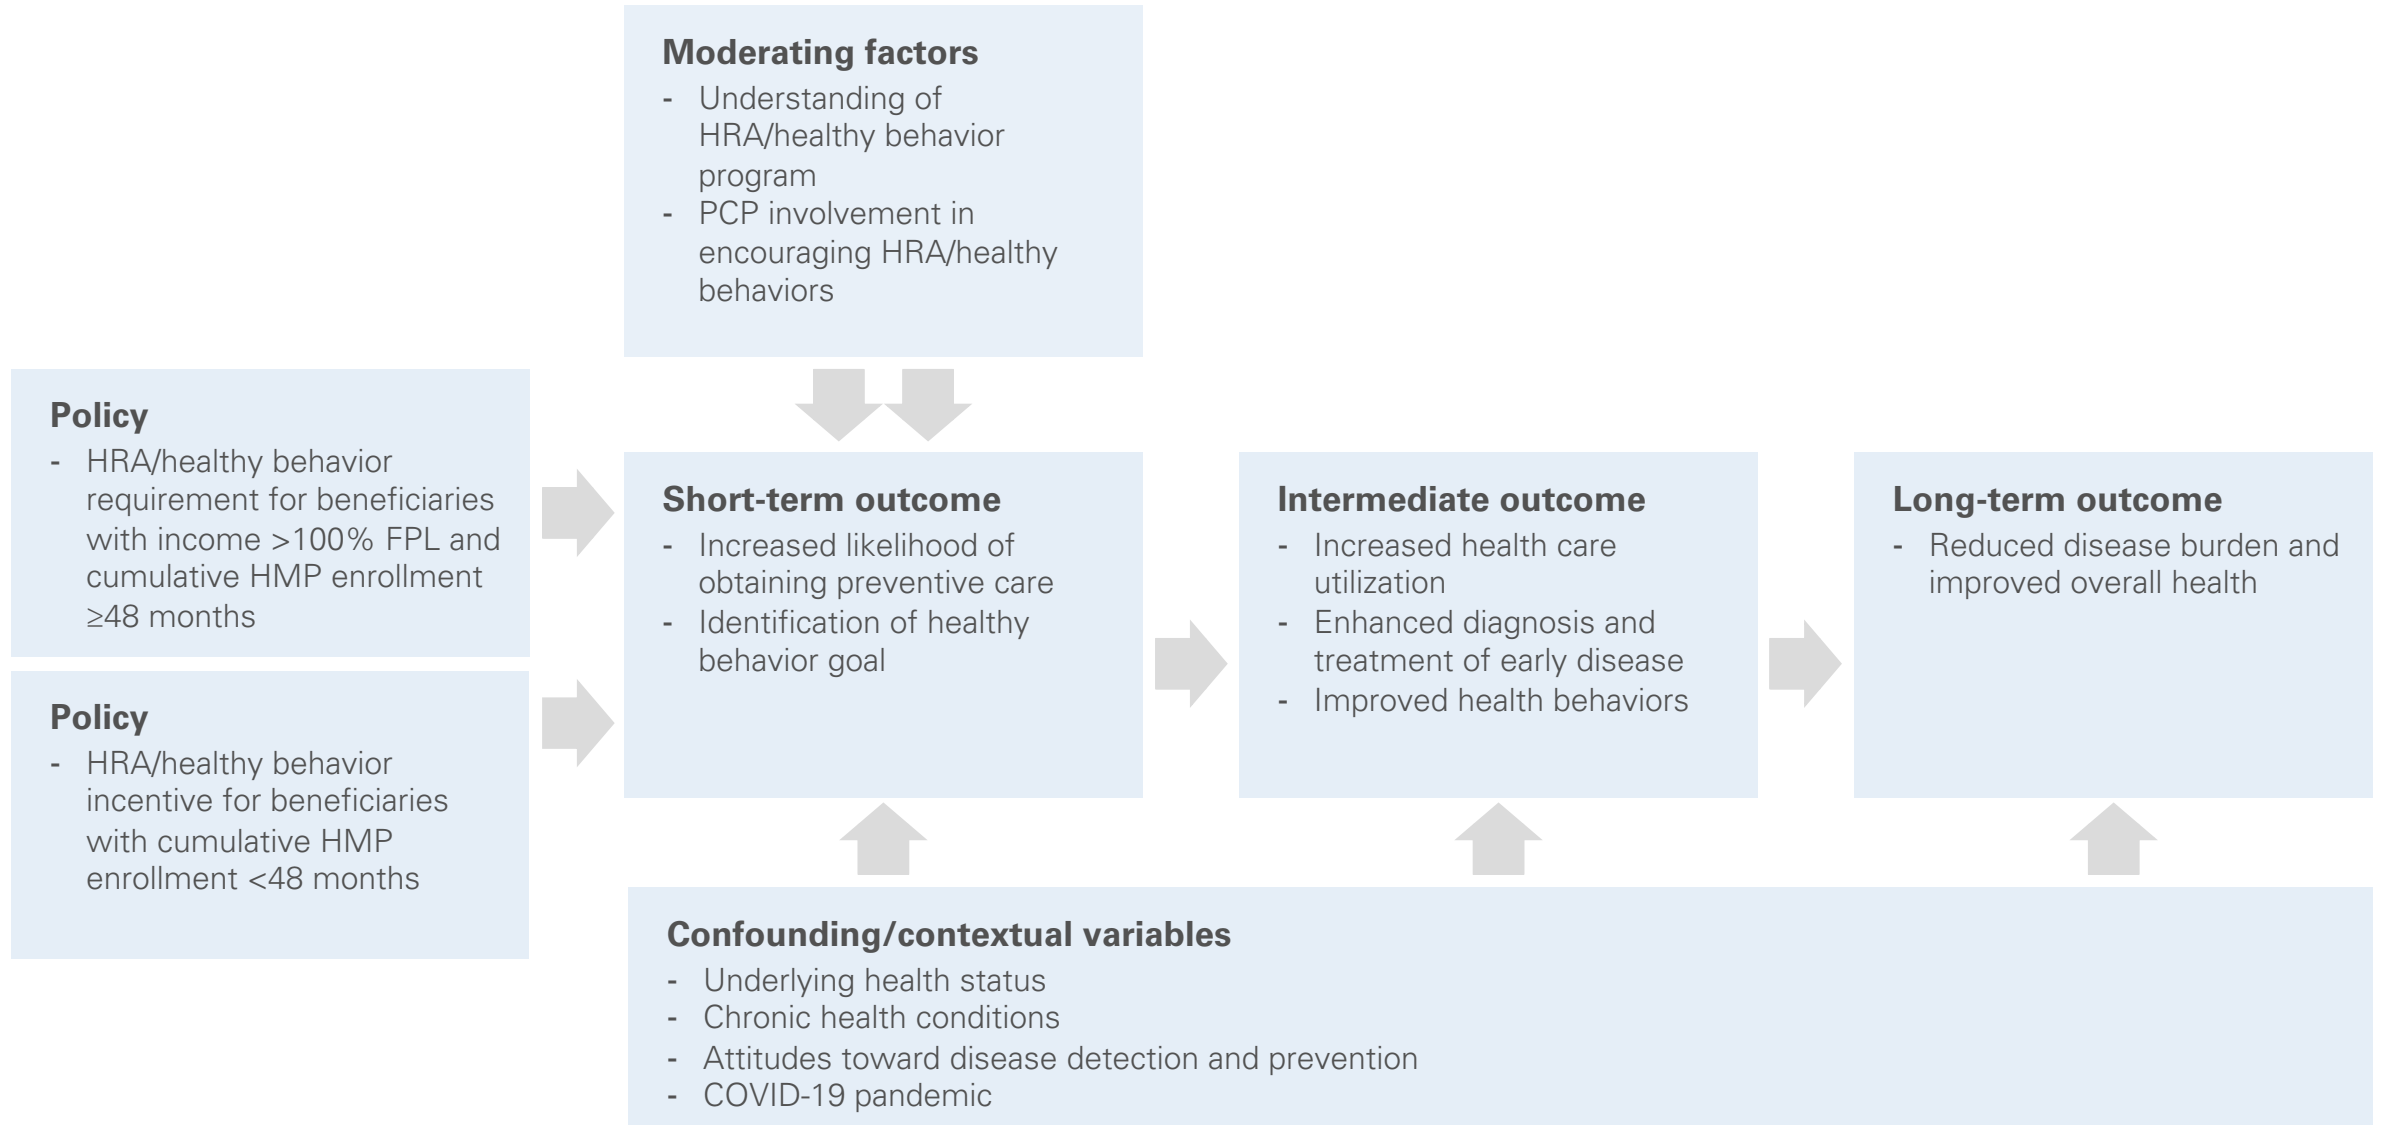 Moderating factors
- Understanding of
HRA/healthy behavior
program
- PCP involvement in
encouraging HRA/healthy
behaviors
Policy
- HRA/healthy behavior
requirement for beneficiaries
with income >100% FPL and
cumulative HMP enrollment
≥48 months
Policy
- HRA/healthy behavior
incentive for beneficiaries
with cumulative HMP
enrollment <48 months
Short-term outcome
- Increased likelihood of
obtaining preventive care
- Identification of healthy
behavior goal
Intermediate outcome
- Increased health care
utilization
- Enhanced diagnosis and
treatment of early disease
- Improved health behaviors
Long-term outcome
- Reduced disease burden and
improved overall health
Confounding/contextual variables
- Underlying health status
- Chronic health conditions
- Attitudes toward disease detection and prevention
- COVID-19 pandemic